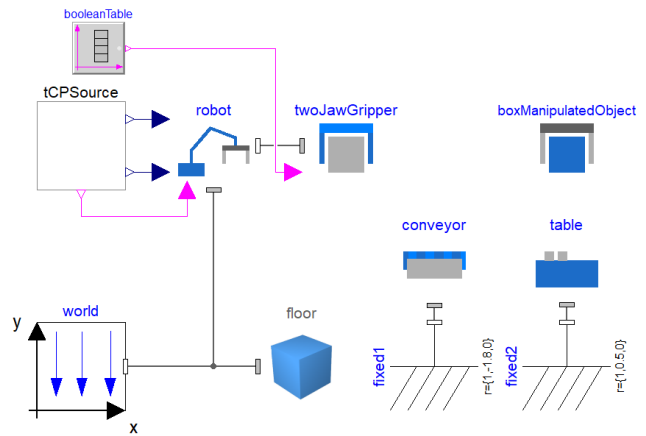 booleanTable
tCPSource
robot
twoJawGripper
boxManipulatedObject
conveyor
table
world
floor
y
x
fixed1
r={1,-1.8,0}
fixed2
r={1,0.5,0}